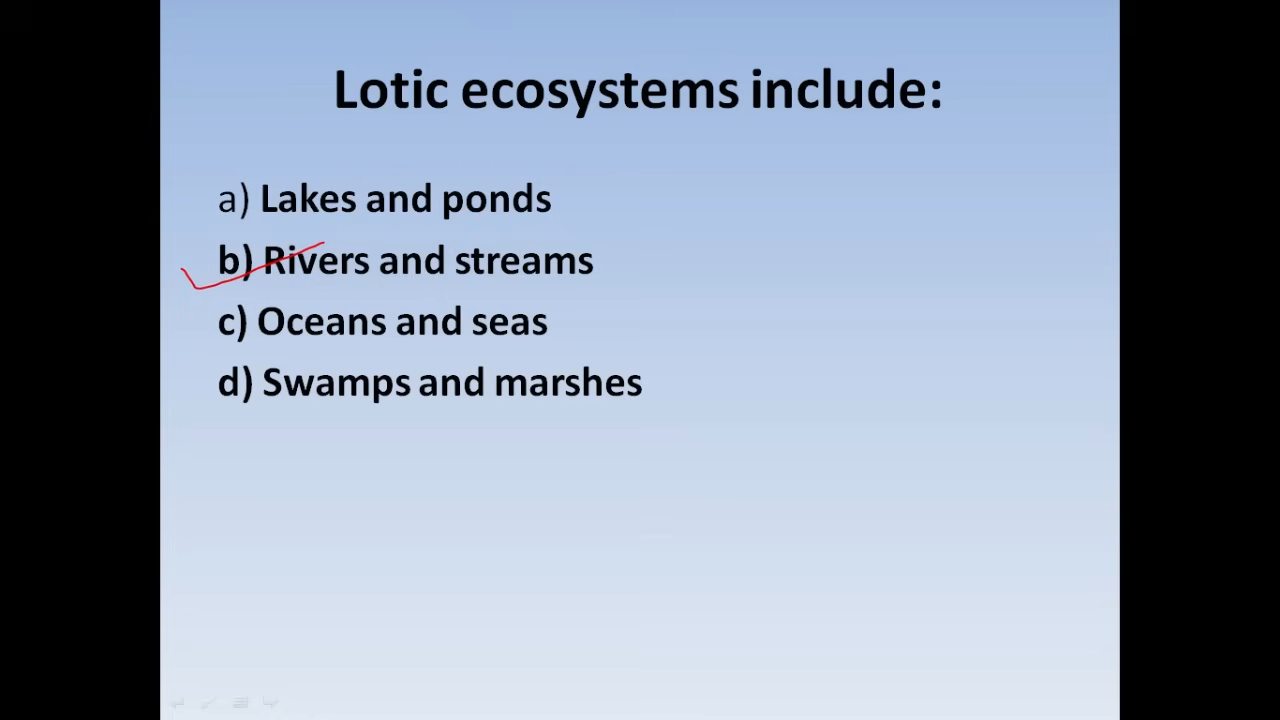 Lotic ecosystems include:
a) Lakes and ponds
b) Rivers and streams
c) Oceans and seas
d) Swamps and marshes